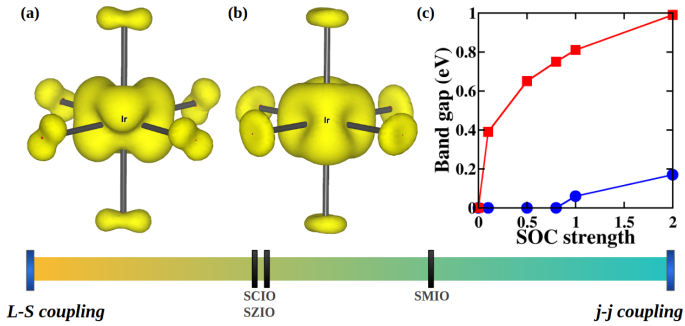 (a)
(b)
(c)
Ir
Ir
Band gap (eV)
1
0.8
0.6
0.4
0.2
0
0
0.5
1
1.5
2
SOC strength
SCIO
SZIO
SMIO
L-S coupling
j-j coupling